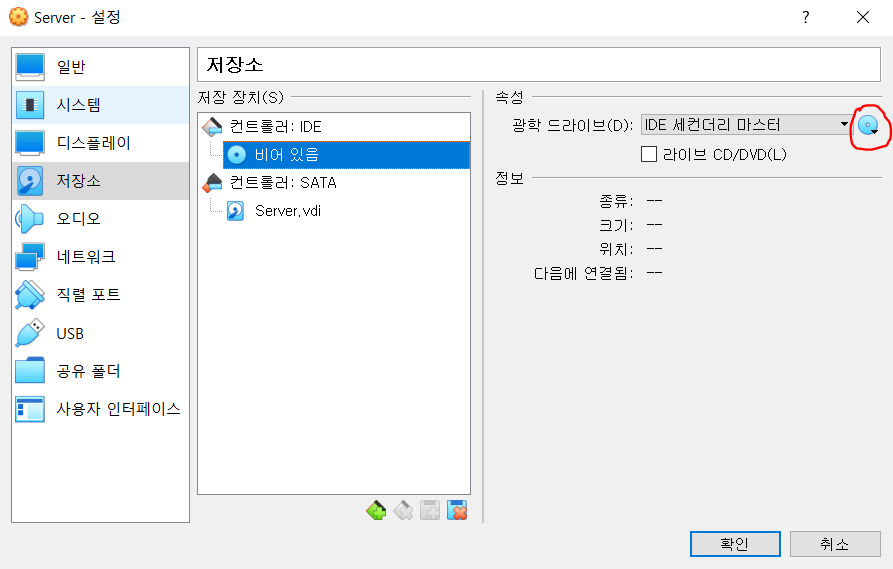 Server - 설정
?
일반
시스템
디스플레이
저장소
오디오
네트워크
직렬 포트
USB
공유 폴더
사용자 인터페이스
저장소
저장 장치(S)
컨트롤러: IDE
비어 있음
컨트롤러: SATA
Server.vdi
속성
광학 드라이브(D): IDE 세컨더리 마스터
라이브 CD/DVD(L)
정보
종류: --
크기: --
위치: --
다음에 연결됨: --
확인
취소